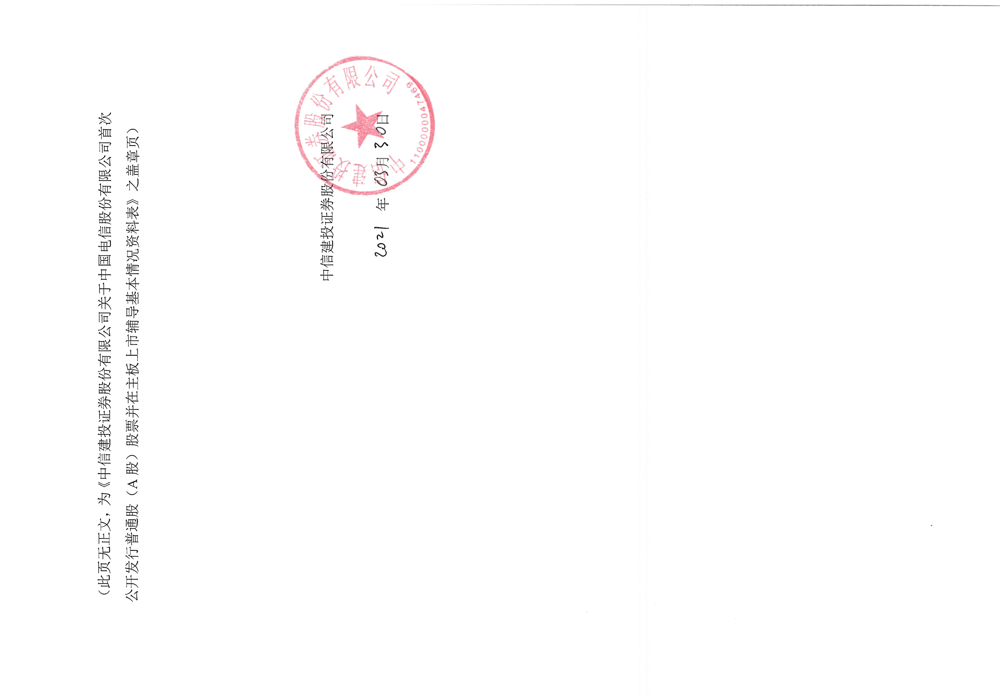 （此页无正文，为《中信建投证券股份有限公司关于中国电信股份有限公司首次
公开发行普通股（A 股）股票并在主板上市辅导基本情况资料表》之盖章页）
中信建投证券股份有限公司
2021 年 03月 30日
中信建投证券股份有限公司
1100000047469